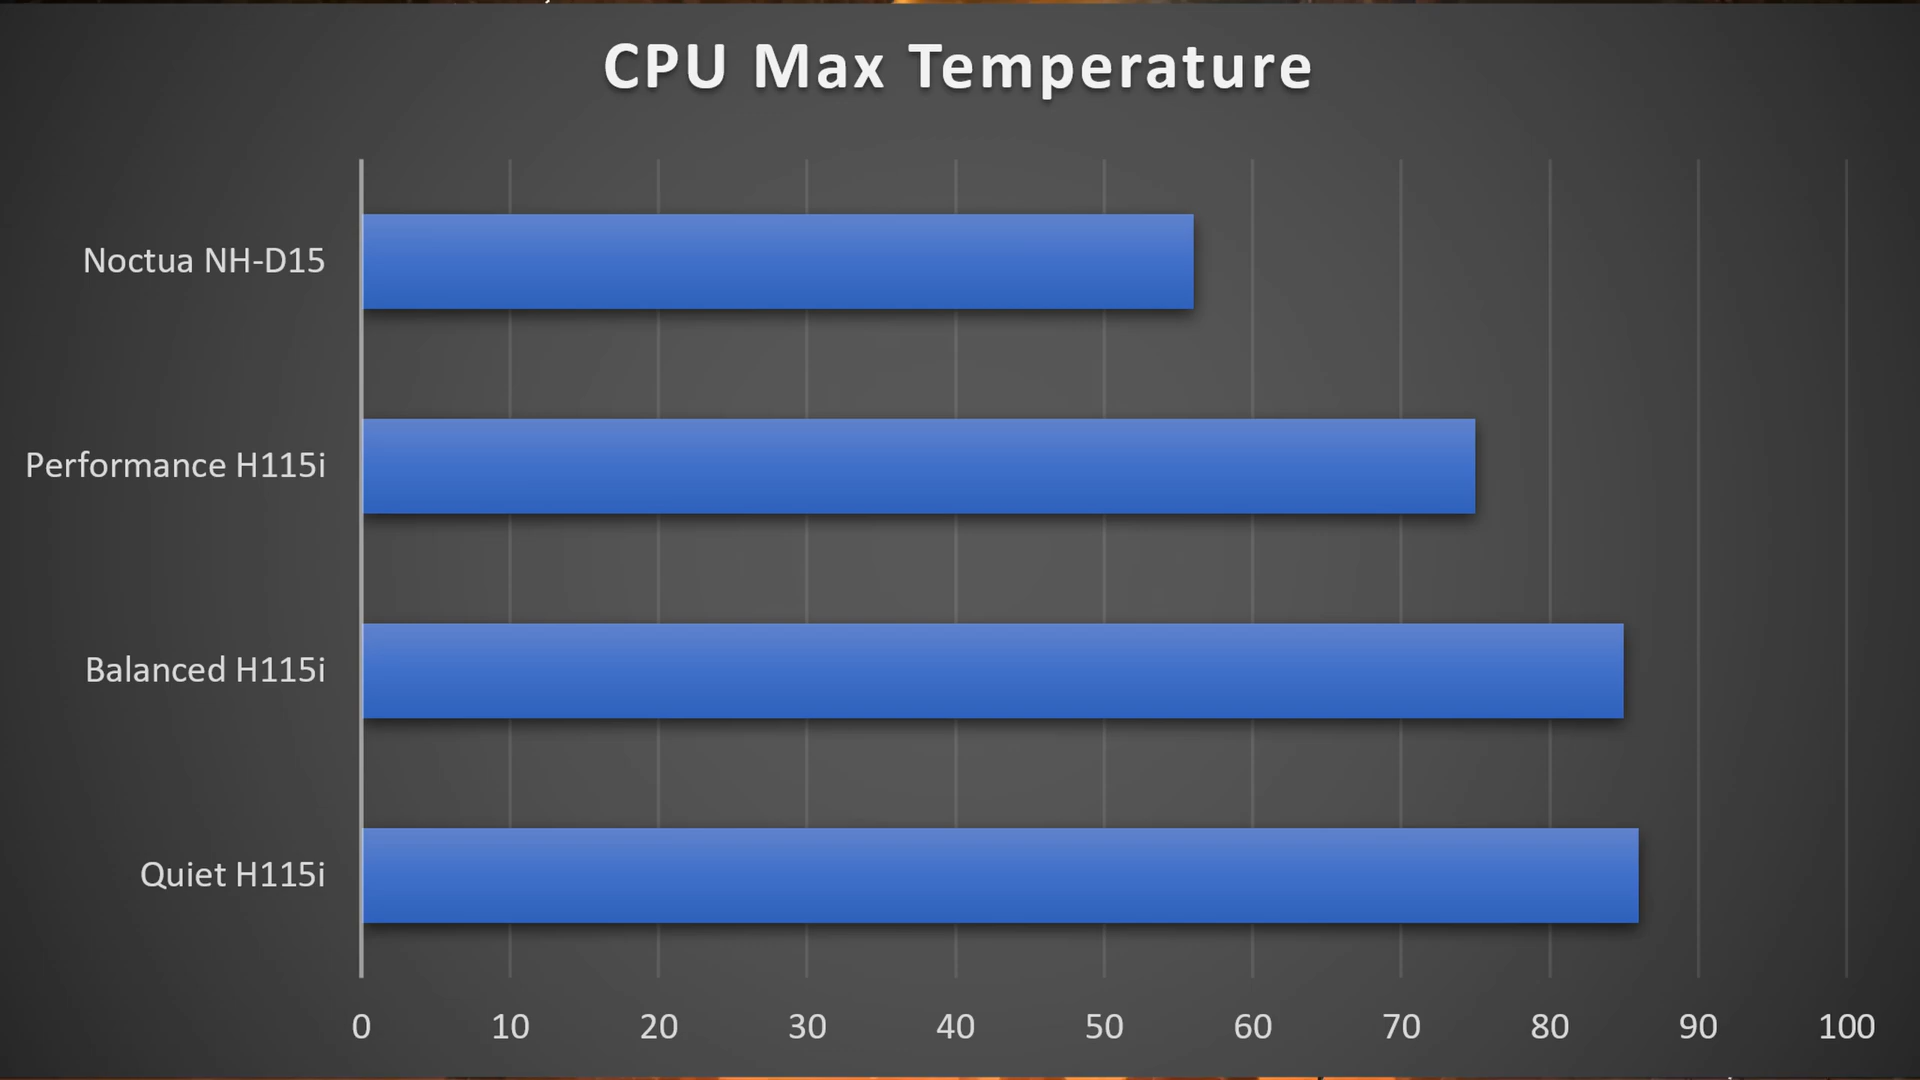 CPU Max Temperature
Noctua NH-D15
Performance H115i
Balanced H115i
Quiet H115i
0 10 20 30 40 50 60 70 80 90 100